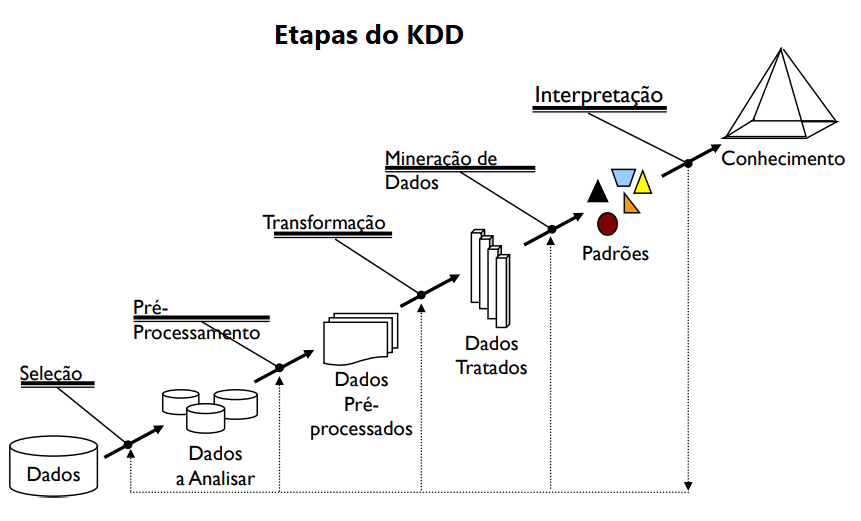 Etapas do KDD
Interpretação
Conhecimento
Mineração de
Dados
Padrões
Transformação
Dados
Tratados
Pré-
Processamento
Dados
Pré-
processados
Seleção
Dados
a Analisar
Dados